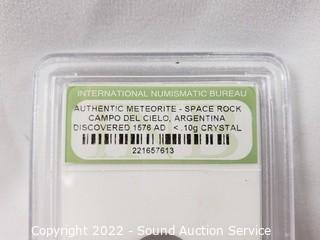 INTERNATIONAL NUMISMATIC BUREAU
AUTHENTIC METEORITE - SPACE ROCK
CAMPO DEL CIELO, ARGENTINA
DISCOVERED 1576 AD < .10g CRYSTAL
221657613
Copyright 2022 - Sound Auction Service